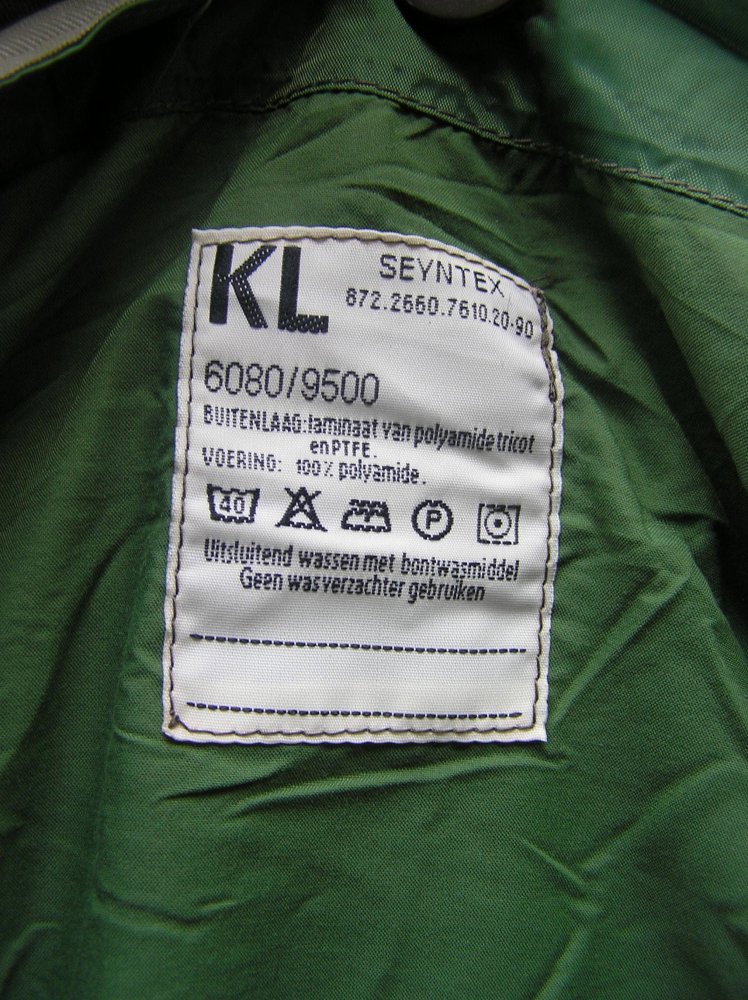 KL
SEYNTEX
872.2660.7610.20-90
6080/9500
BUITENLAAG:laminaat van polyamide tricot
en PTFE.
VOERING: 100% polyamide.
40 P
Uitsluitend wassen met bontwasmiddel
Geen wasverzachter gebruiken